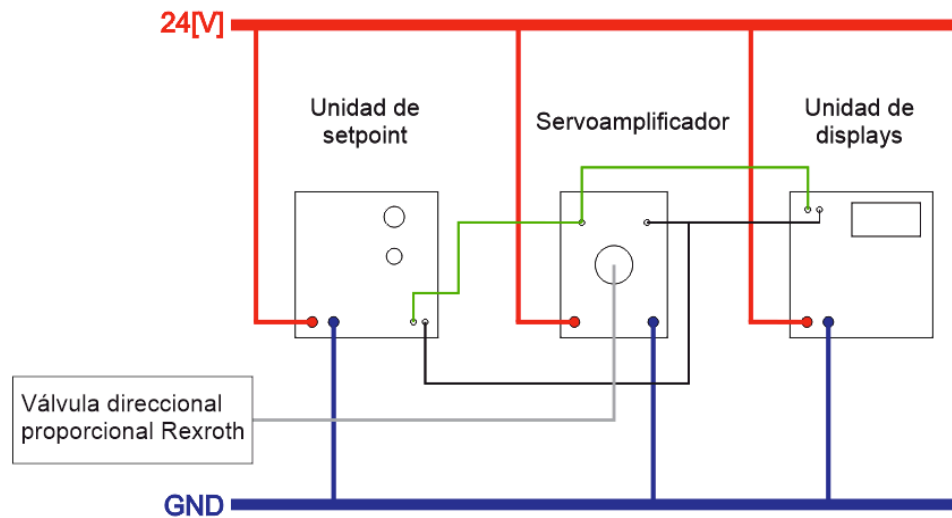 24[V]
Unidad de
setpoint
Servoamplificador
Unidad de
displays
Válvula direccional
proporcional Rexroth
GND